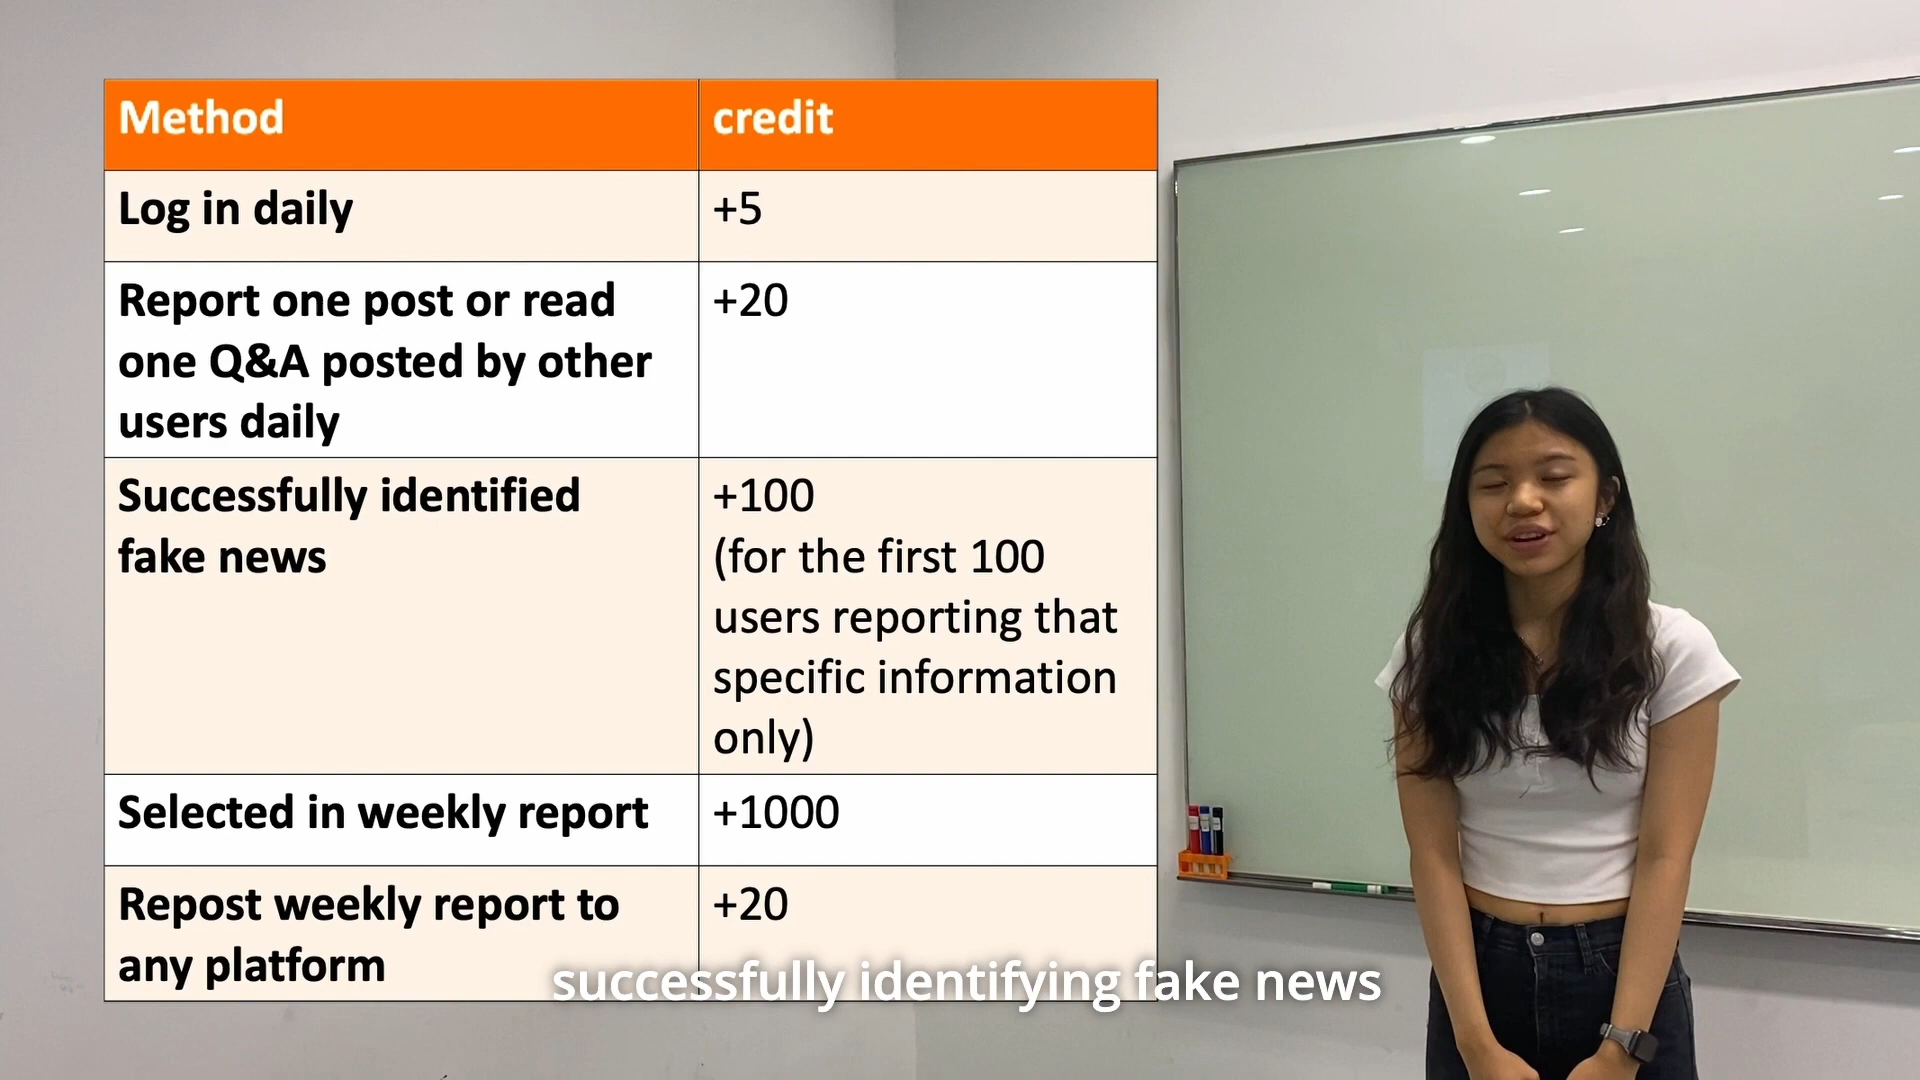 Method
credit
Log in daily
+5
Report one post or read
one Q&A posted by other
users daily
+20
Successfully identified
fake news
+100
(for the first 100
users reporting that
specific information
only)
Selected in weekly report
+1000
Repost weekly report to
any platform
+20
successfully identifying fake news